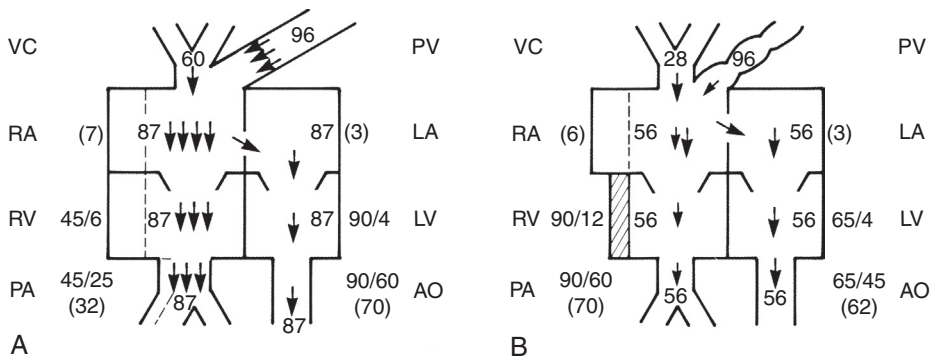 VC 60 96 PV
RA (7) 87 87 (3) LA
RV 45/6 87 87 90/4 LV
PA 45/25 (32) 87 87 90/60 (70) AO
A
VC 28 96 PV
RA (6) 56 56 (3) LA
RV 90/12 56 56 65/4 LV
PA 90/60 (70) 56 56 65/45 (62) AO
B